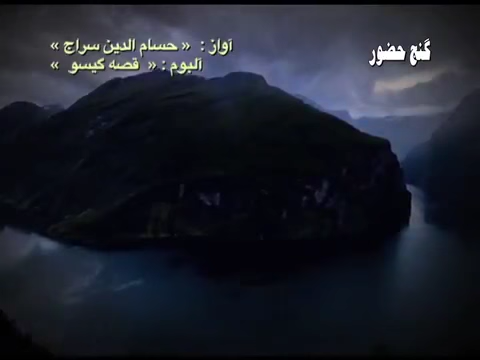 گنج حضور
آواز : « حسام الدین سراج »
آلبوم : « قصه گیسو »